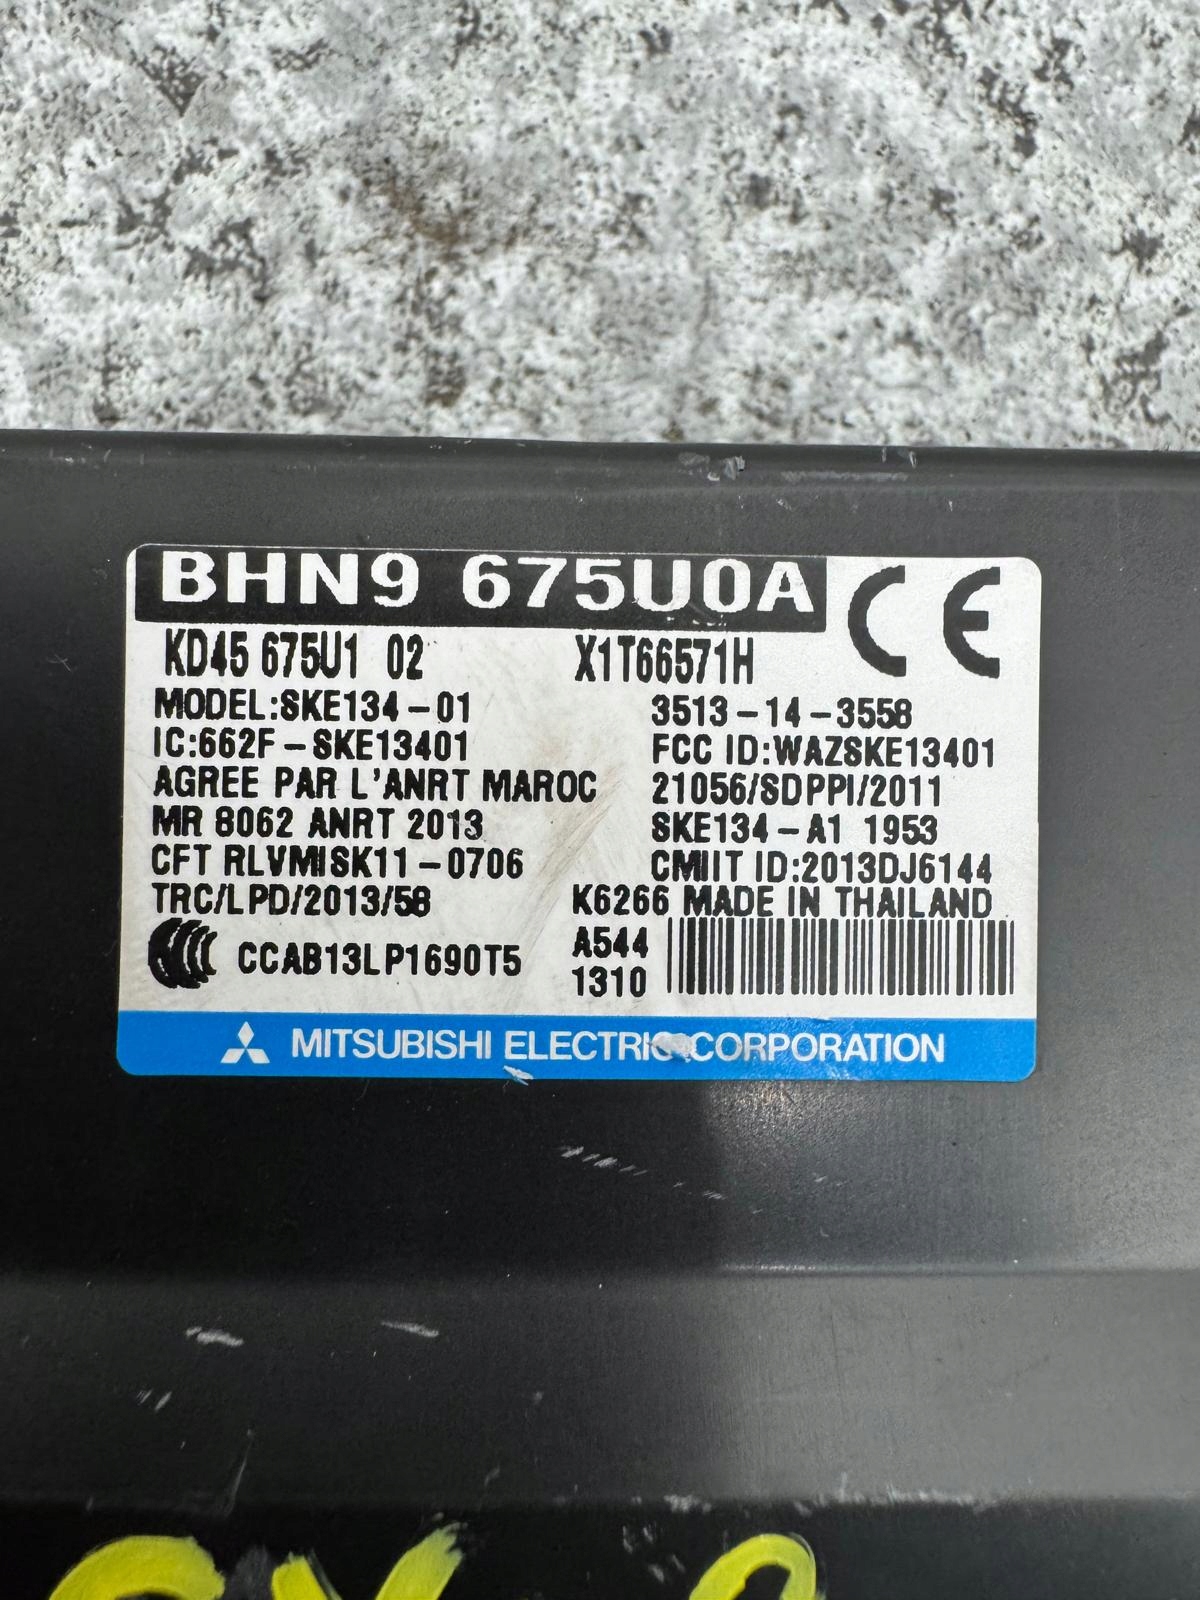 BHN9 675U0A
CE
KD45 675U1 02 X1T66571H
MODEL:SKE134-01 3513-14-3558
IC:662F-SKE13401 FCC ID:WAZSKE13401
AGREE PAR L'ANRT MAROC 21056/SDPPI/2011
MR 8062 ANRT 2013 SKE134-A1 1953
CFT RLVMISK11-0706 CMIIT ID:2013DJ6144
TRC/LPD/2013/58 K6266 MADE IN THAILAND
CCC CCAB13LP1690T5 A544
1310
MITSUBISHI ELECTRIC CORPORATION